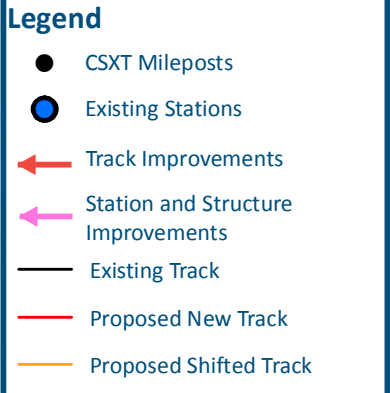 Legend
CSXT Mileposts
Existing Stations
Track Improvements
Station and Structure
Improvements
Existing Track
Proposed New Track
Proposed Shifted Track